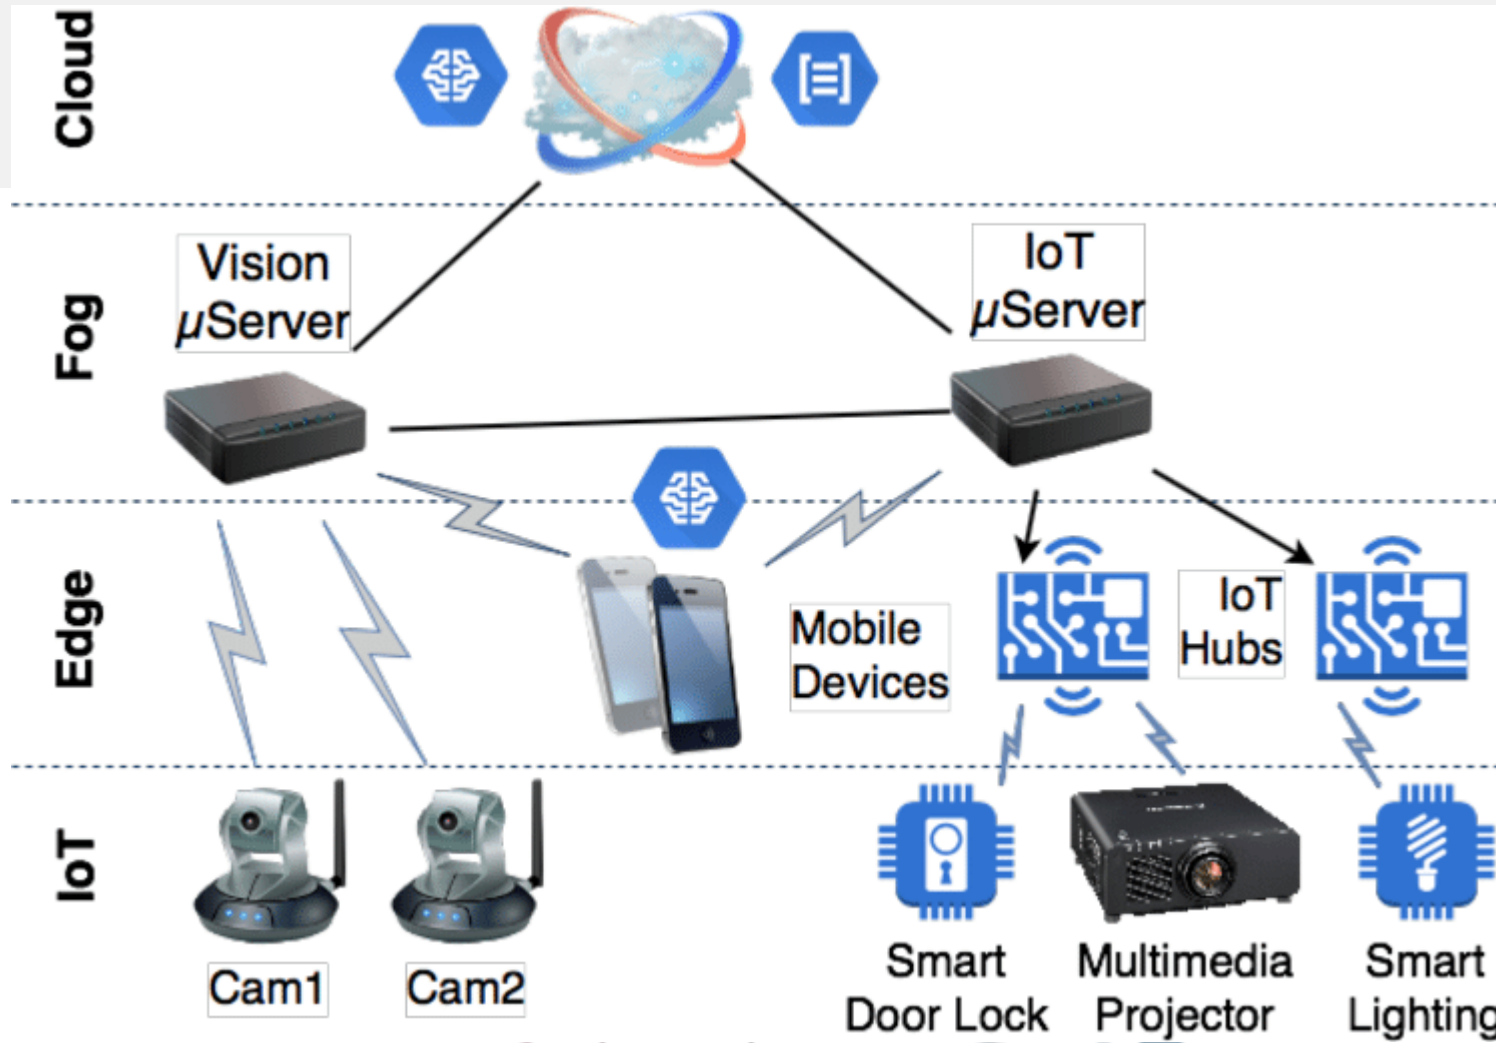 Cloud
Vision
µServer
IoT
µServer
Fog
Edge
Mobile
Devices
IoT
Hubs
IoT
Cam1
Cam2
Smart
Door Lock
Multimedia
Projector
Smart
Lighting